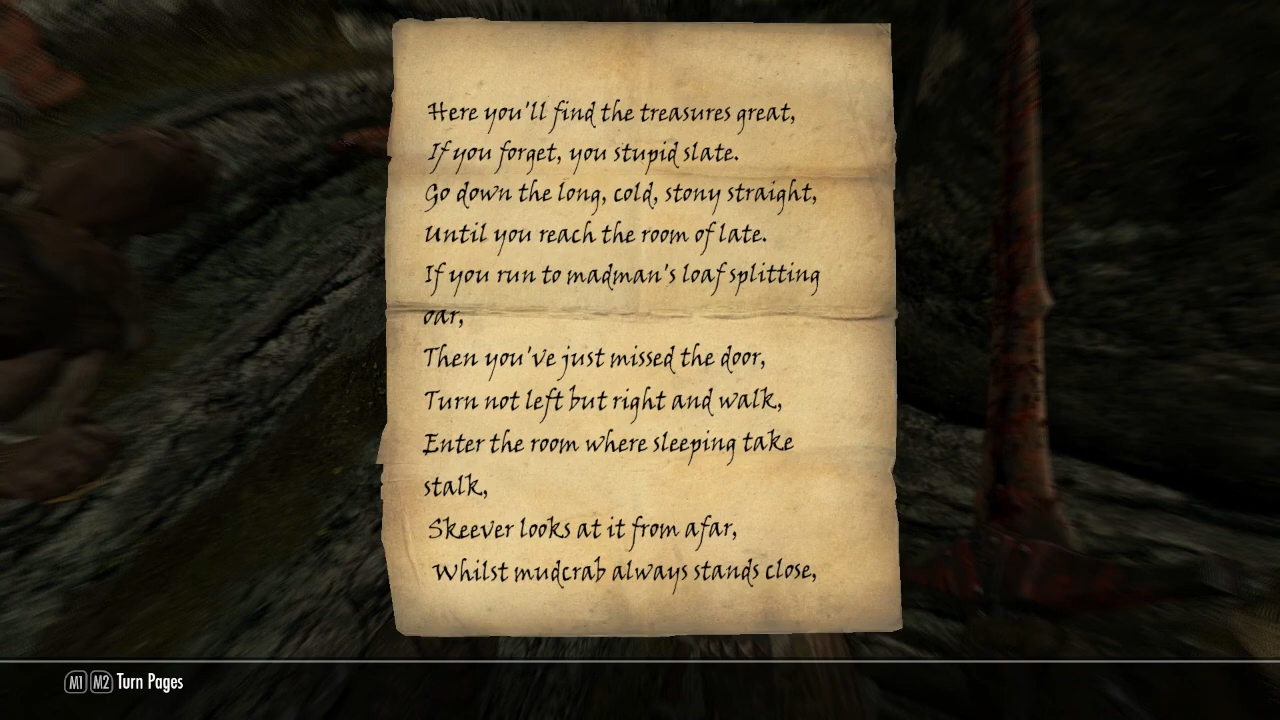 Here you'll find the treasures great,
If you forget, you stupid slate.
Go down the long, cold, stony straight,
Until you reach the room of late.
If you run to madman's loaf splitting
oar,
Then you've just missed the door,
Turn not left but right and walk,
Enter the room where sleeping take
stalk,
Skeever looks at it from afar,
Whilst mudcrab always stands close,
M1 M2 Turn Pages